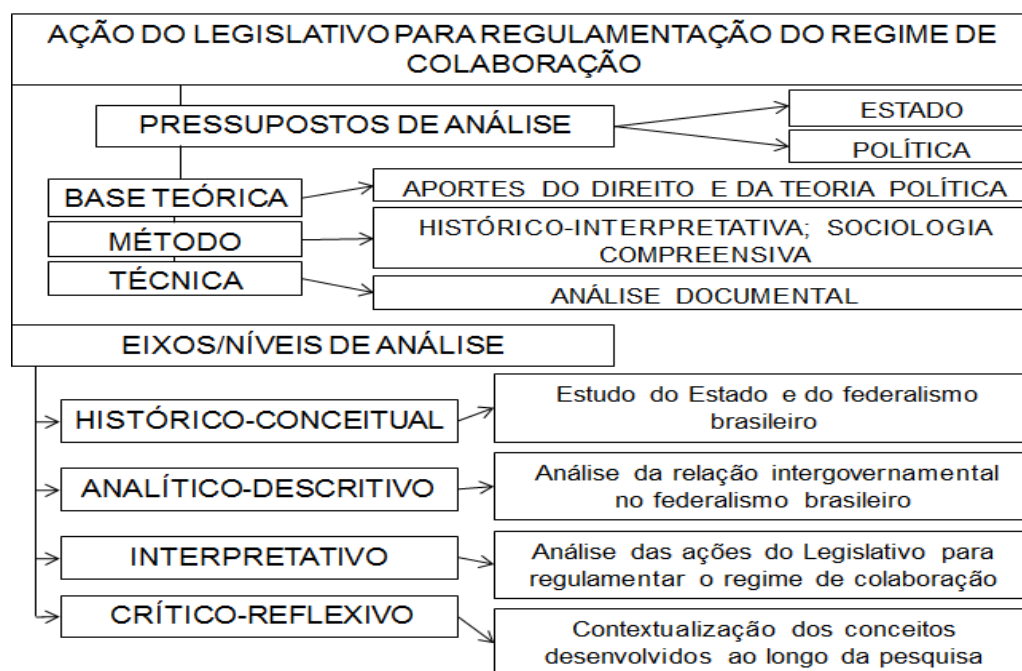 AÇÃO DO LEGISLATIVO PARA REGULAMENTAÇÃO DO REGIME DE
COLABORAÇÃO
PRESSUPOSTOS DE ANÁLISE
ESTADO
POLÍTICA
BASE TEÓRICA
APORTES DO DIREITO E DA TEORIA POLÍTICA
MÉTODO
HISTÓRICO-INTERPRETATIVA; SOCIOLOGIA
COMPREENSIVA
TÉCNICA
ANÁLISE DOCUMENTAL
EIXOS/NÍVEIS DE ANÁLISE
HISTÓRICO-CONCEITUAL
Estudo do Estado e do federalismo
brasileiro
ANALÍTICO-DESCRITIVO
Análise da relação intergovernamental
no federalismo brasileiro
INTERPRETATIVO
Análise das ações do Legislativo para
regulamentar o regime de colaboração
CRÍTICO-REFLEXIVO
Contextualização dos conceitos
desenvolvidos ao longo da pesquisa